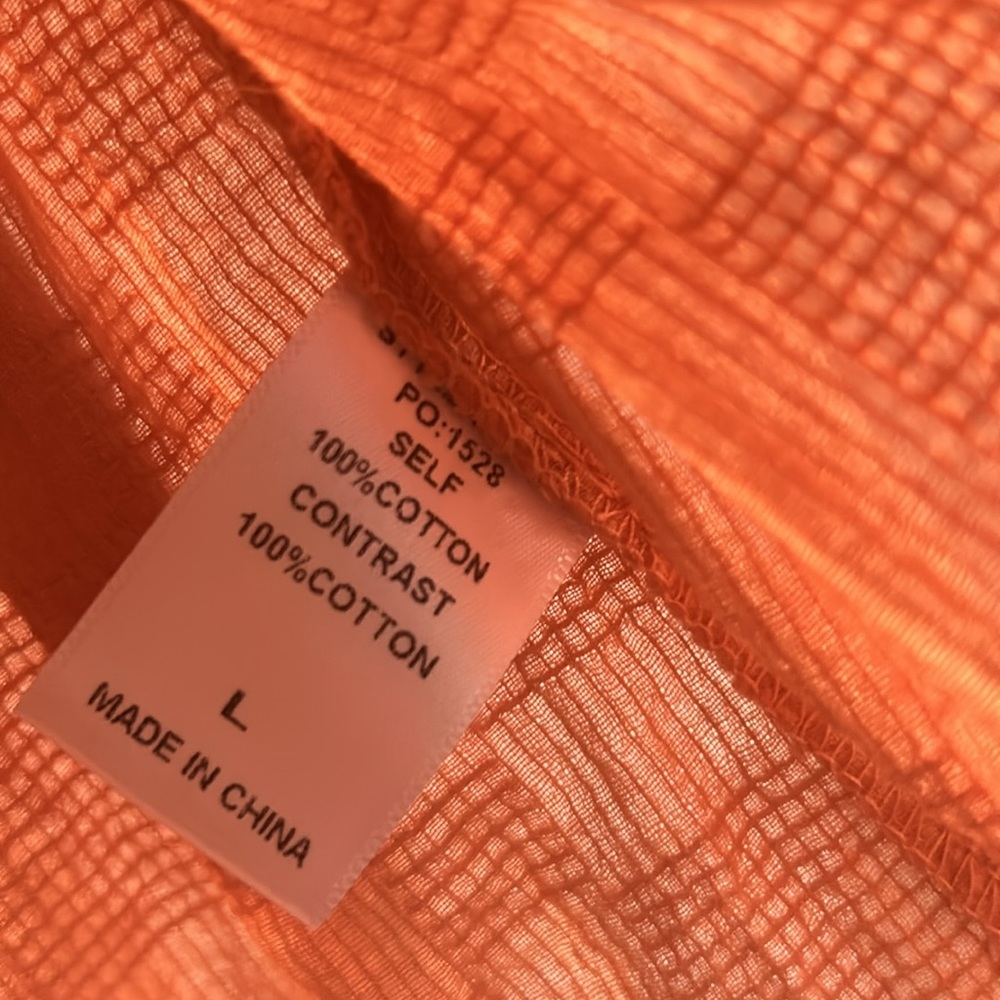 PO:1528
SELF
100%COTTON
CONTRAST
100%COTTON
L
MADE IN CHINA